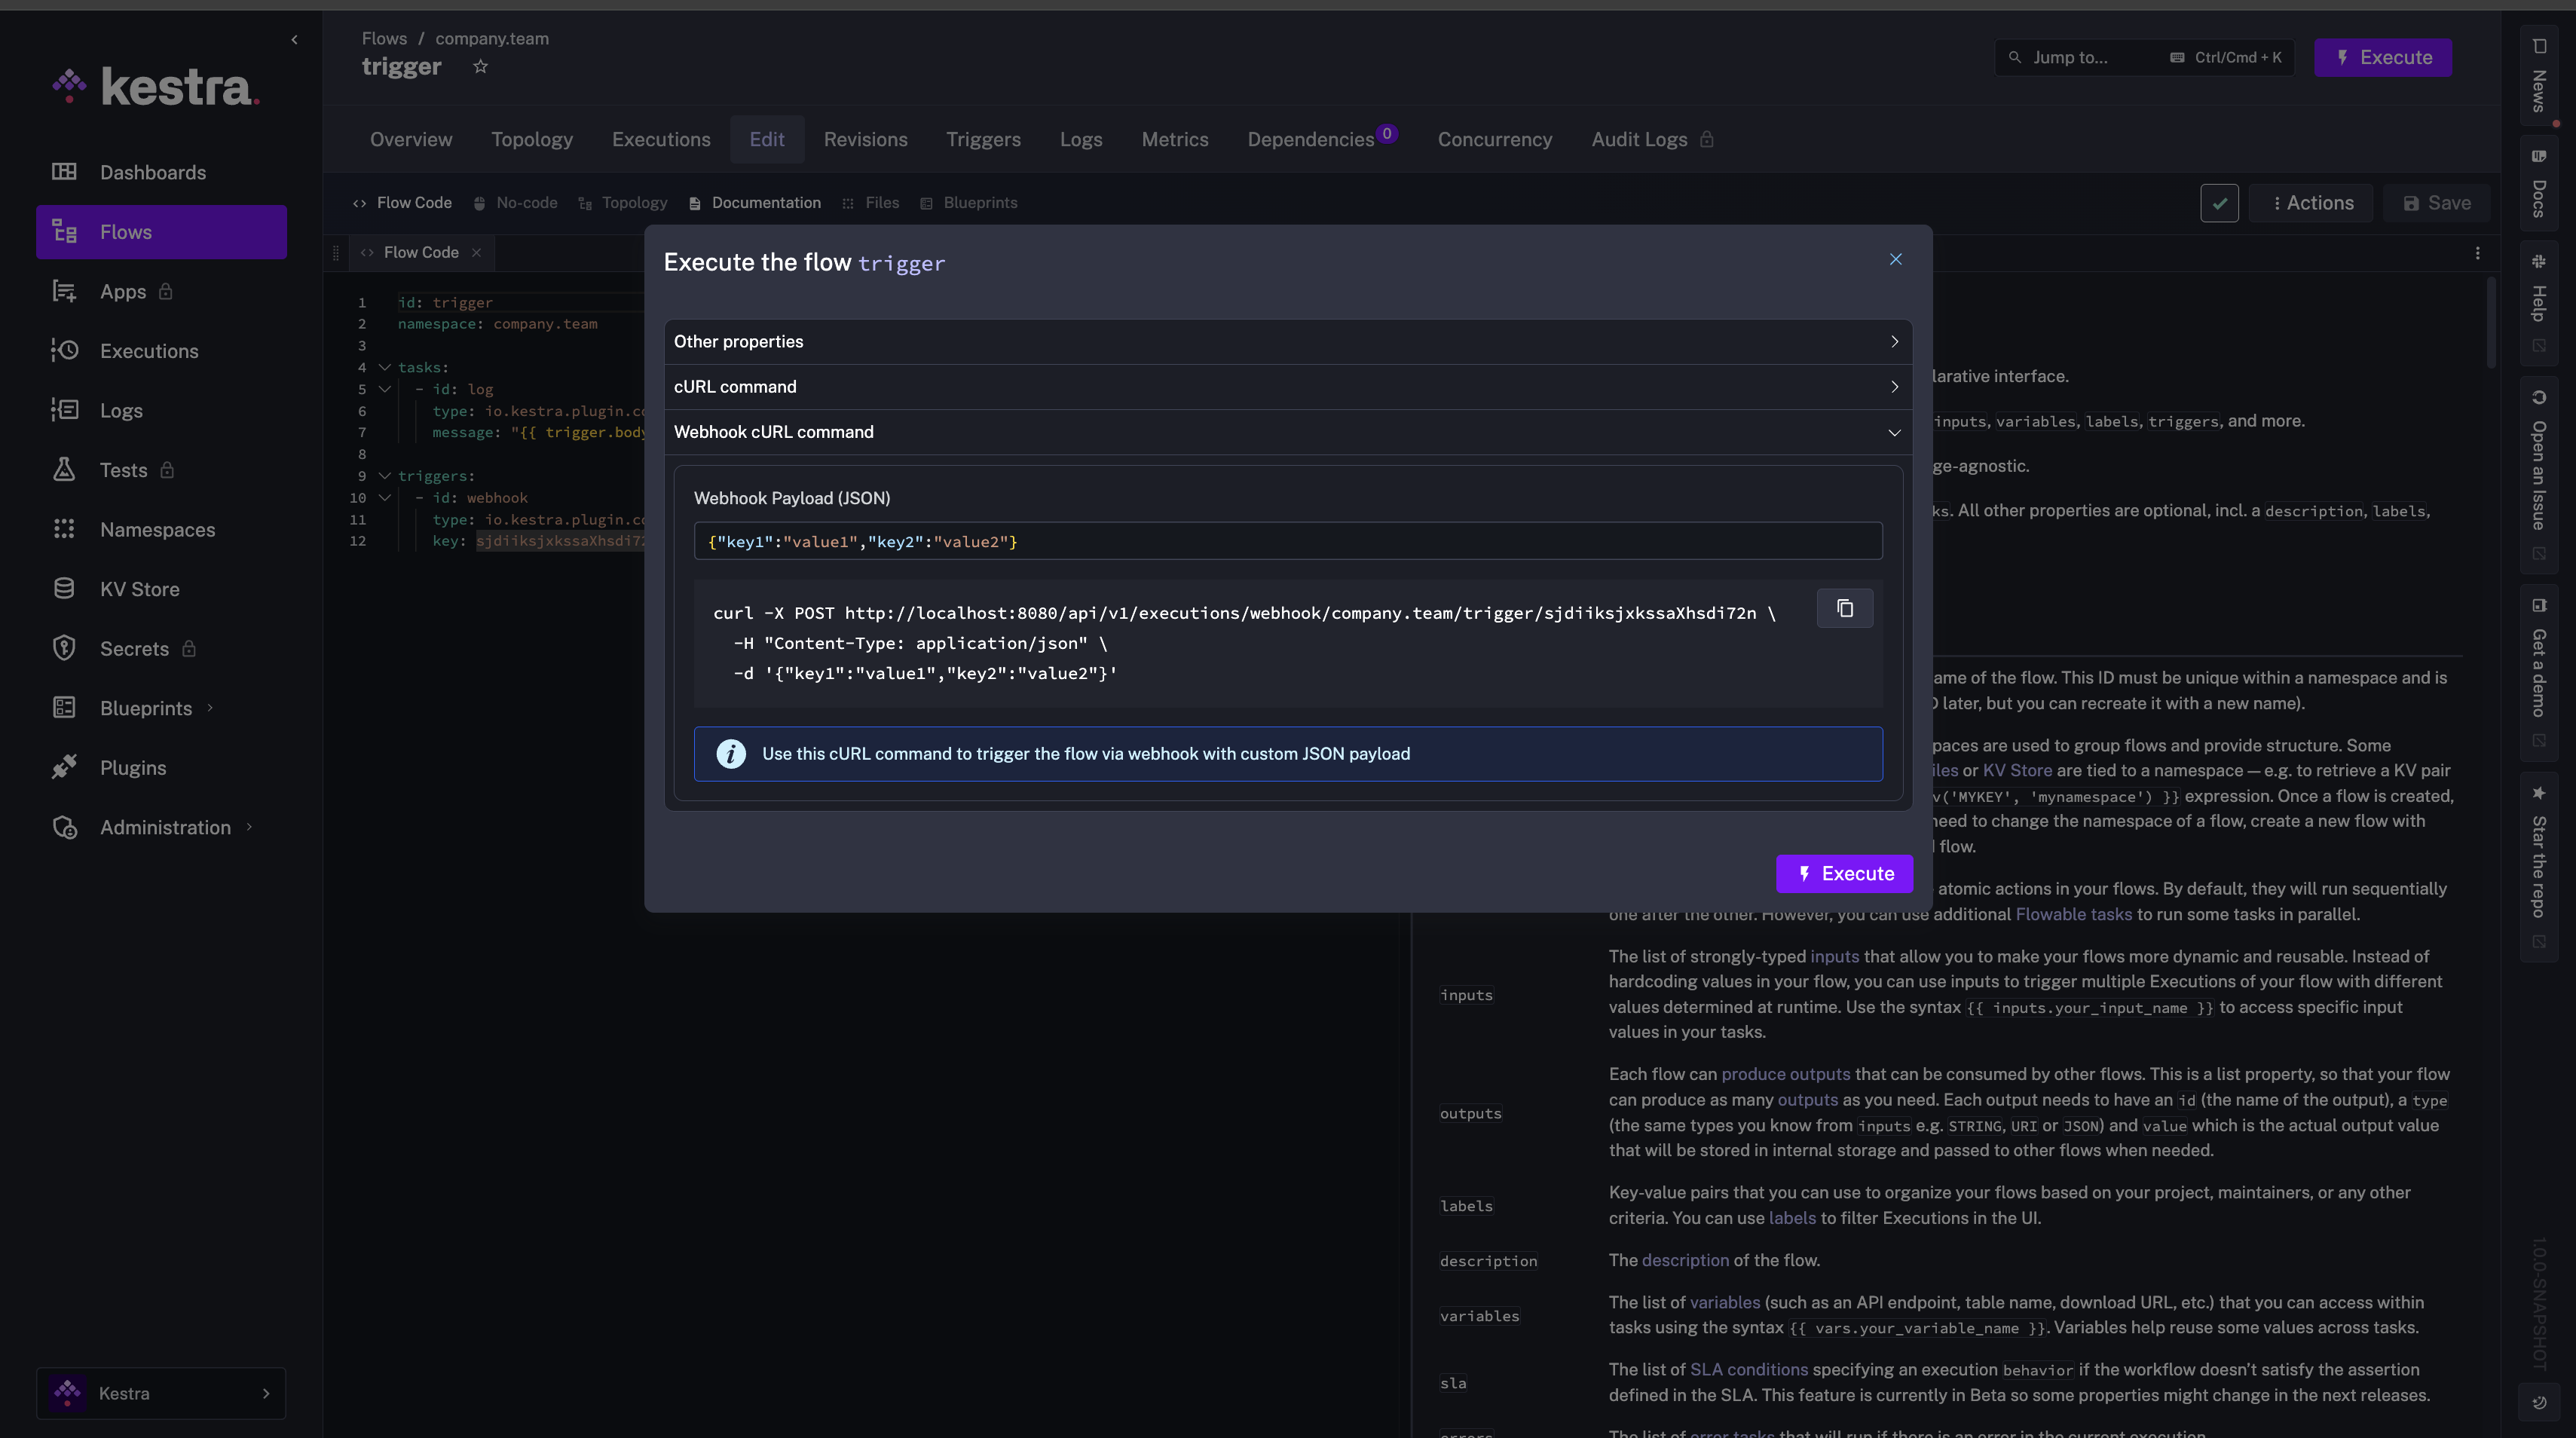 kestra.
Dashboards
Flows
Apps
Executions
Logs
Tests
Namespaces
KV Store
Secrets
Blueprints
Plugins
Administration
Kestra
Flows / company.team
trigger
Jump to... Ctrl/Cmd + K
Execute
Overview Topology Executions Edit Revisions Triggers Logs Metrics Dependencies 0 Concurrency Audit Logs
Flow Code No-code Topology Documentation Files Blueprints
Actions Save
Flow Code
1 id: trigger
2 namespace: company.team
3
4 tasks:
5 - id: log
6 type: io.kestra.plugin.co
7 message: "{{ trigger.body
8
9 triggers:
10 - id: webhook
11 type: io.kestra.plugin.co
12 key: sjdiiksjxkssaXhsdi72
Execute the flow trigger
Other properties
cURL command
Webhook cURL command
Webhook Payload (JSON)
{"key1":"value1","key2":"value2"}
curl -X POST http://localhost:8080/api/v1/executions/webhook/company.team/trigger/sjdiiksjxkssaXhsdi72n \
-H "Content-Type: application/json" \
-d '{"key1":"value1","key2":"value2"}'
Use this cURL command to trigger the flow via webhook with custom JSON payload
Execute
larative interface.
inputs, variables, labels, triggers, and more.
ge-agnostic.
ks. All other properties are optional, incl. a description, labels,
ame of the flow. This ID must be unique within a namespace and is
later, but you can recreate it with a new name).
paces are used to group flows and provide structure. Some
iles or KV Store are tied to a namespace — e.g. to retrieve a KV pair
v('MYKEY', 'mynamespace') }} expression. Once a flow is created,
need to change the namespace of a flow, create a new flow with
flow.
atomic actions in your flows. By default, they will run sequentially
one after the other. However, you can use additional Flowable tasks to run some tasks in parallel.
inputs
The list of strongly-typed inputs that allow you to make your flows more dynamic and reusable. Instead of
hardcoding values in your flow, you can use inputs to trigger multiple Executions of your flow with different
values determined at runtime. Use the syntax {{ inputs.your_input_name }} to access specific input
values in your tasks.
outputs
Each flow can produce outputs that can be consumed by other flows. This is a list property, so that your flow
can produce as many outputs as you need. Each output needs to have an id (the name of the output), a type
(the same types you know from inputs e.g. STRING, URI or JSON) and value which is the actual output value
that will be stored in internal storage and passed to other flows when needed.
labels
Key-value pairs that you can use to organize your flows based on your project, maintainers, or any other
criteria. You can use labels to filter Executions in the UI.
description
The description of the flow.
variables
The list of variables (such as an API endpoint, table name, download URL, etc.) that you can access within
tasks using the syntax {{ vars.your_variable_name }}. Variables help reuse some values across tasks.
sla
The list of SLA conditions specifying an execution behavior if the workflow doesn't satisfy the assertion
defined in the SLA. This feature is currently in Beta so some properties might change in the next releases.
errors
The list of error tasks that will run if there is an error in the current execution.
News
Docs
Help
Open an Issue
Get a demo
Star the repo
1.0.0-SNAPSHOT